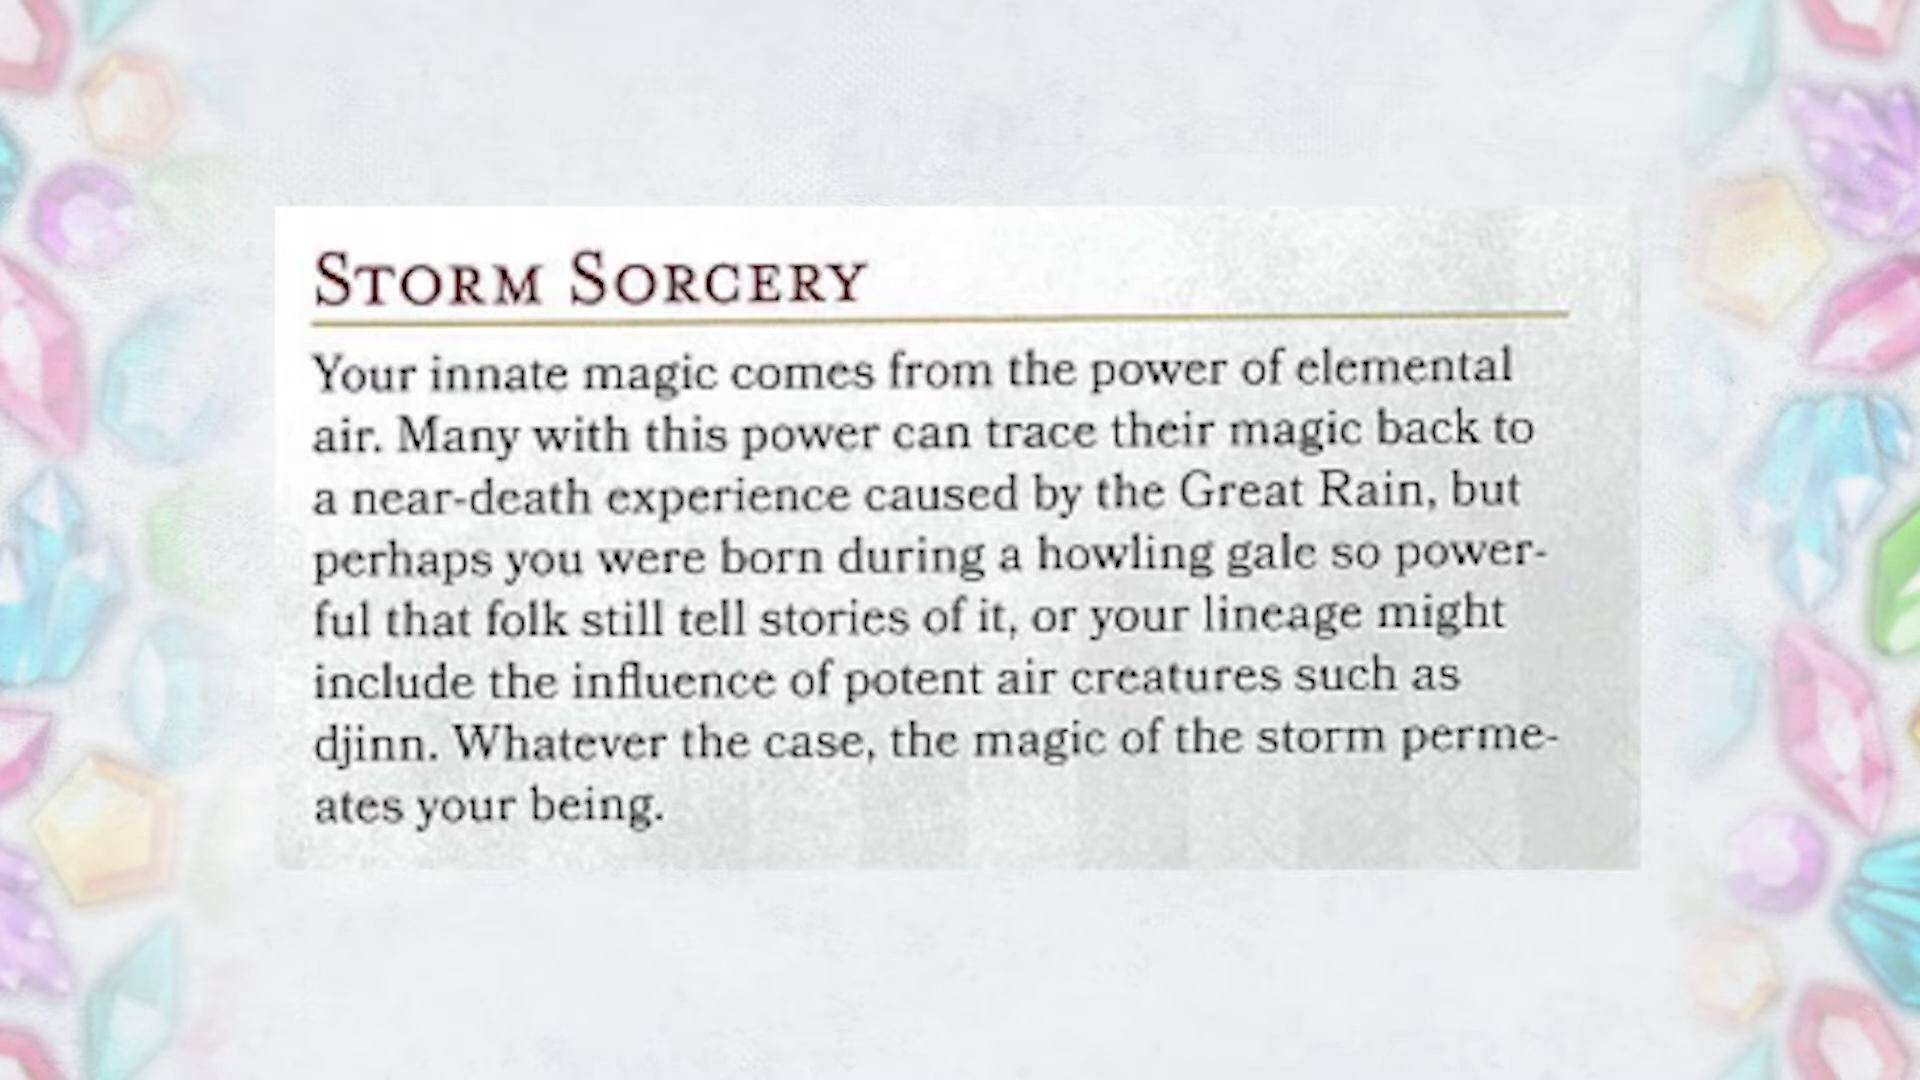 Storm Sorcery
Your innate magic comes from the power of elemental
air. Many with this power can trace their magic back to
a near-death experience caused by the Great Rain, but
perhaps you were born during a howling gale so power-
ful that folk still tell stories of it, or your lineage might
include the influence of potent air creatures such as
djinn. Whatever the case, the magic of the storm perme-
ates your being.